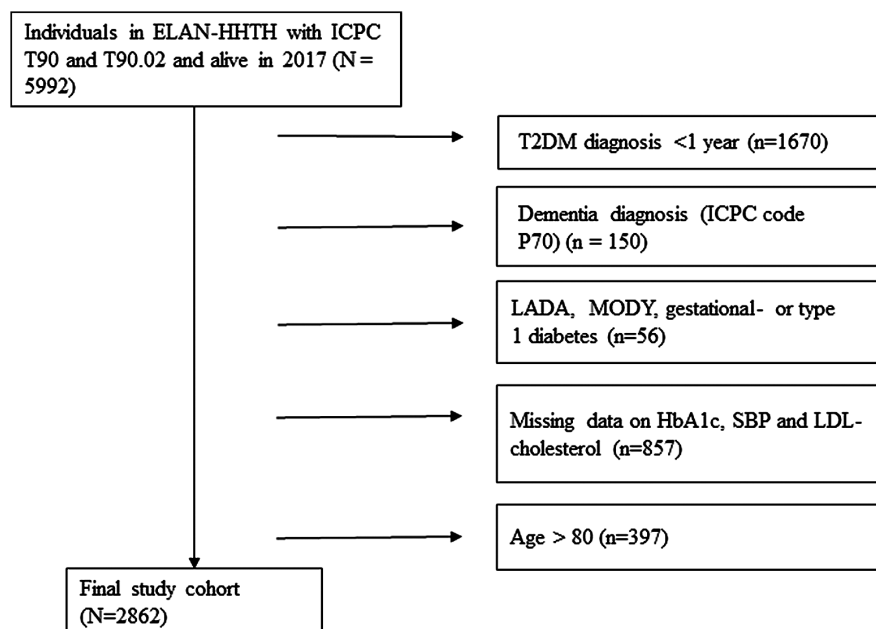 Individuals in ELAN-HHTH with ICPC
T90 and T90.02 and alive in 2017 (N =
5992)
T2DM diagnosis <1 year (n=1670)
Dementia diagnosis (ICPC code
P70) (n = 150)
LADA, MODY, gestational- or type
1 diabetes (n=56)
Missing data on HbA1c, SBP and LDL-
cholesterol (n=857)
Age > 80 (n=397)
Final study cohort
(N=2862)